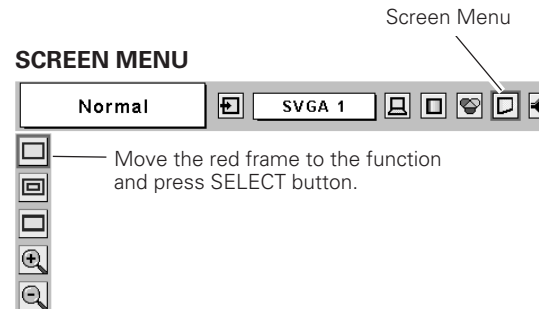 Screen Menu
SCREEN MENU
Normal
SVGA 1
Move the red frame to the function
and press SELECT button.